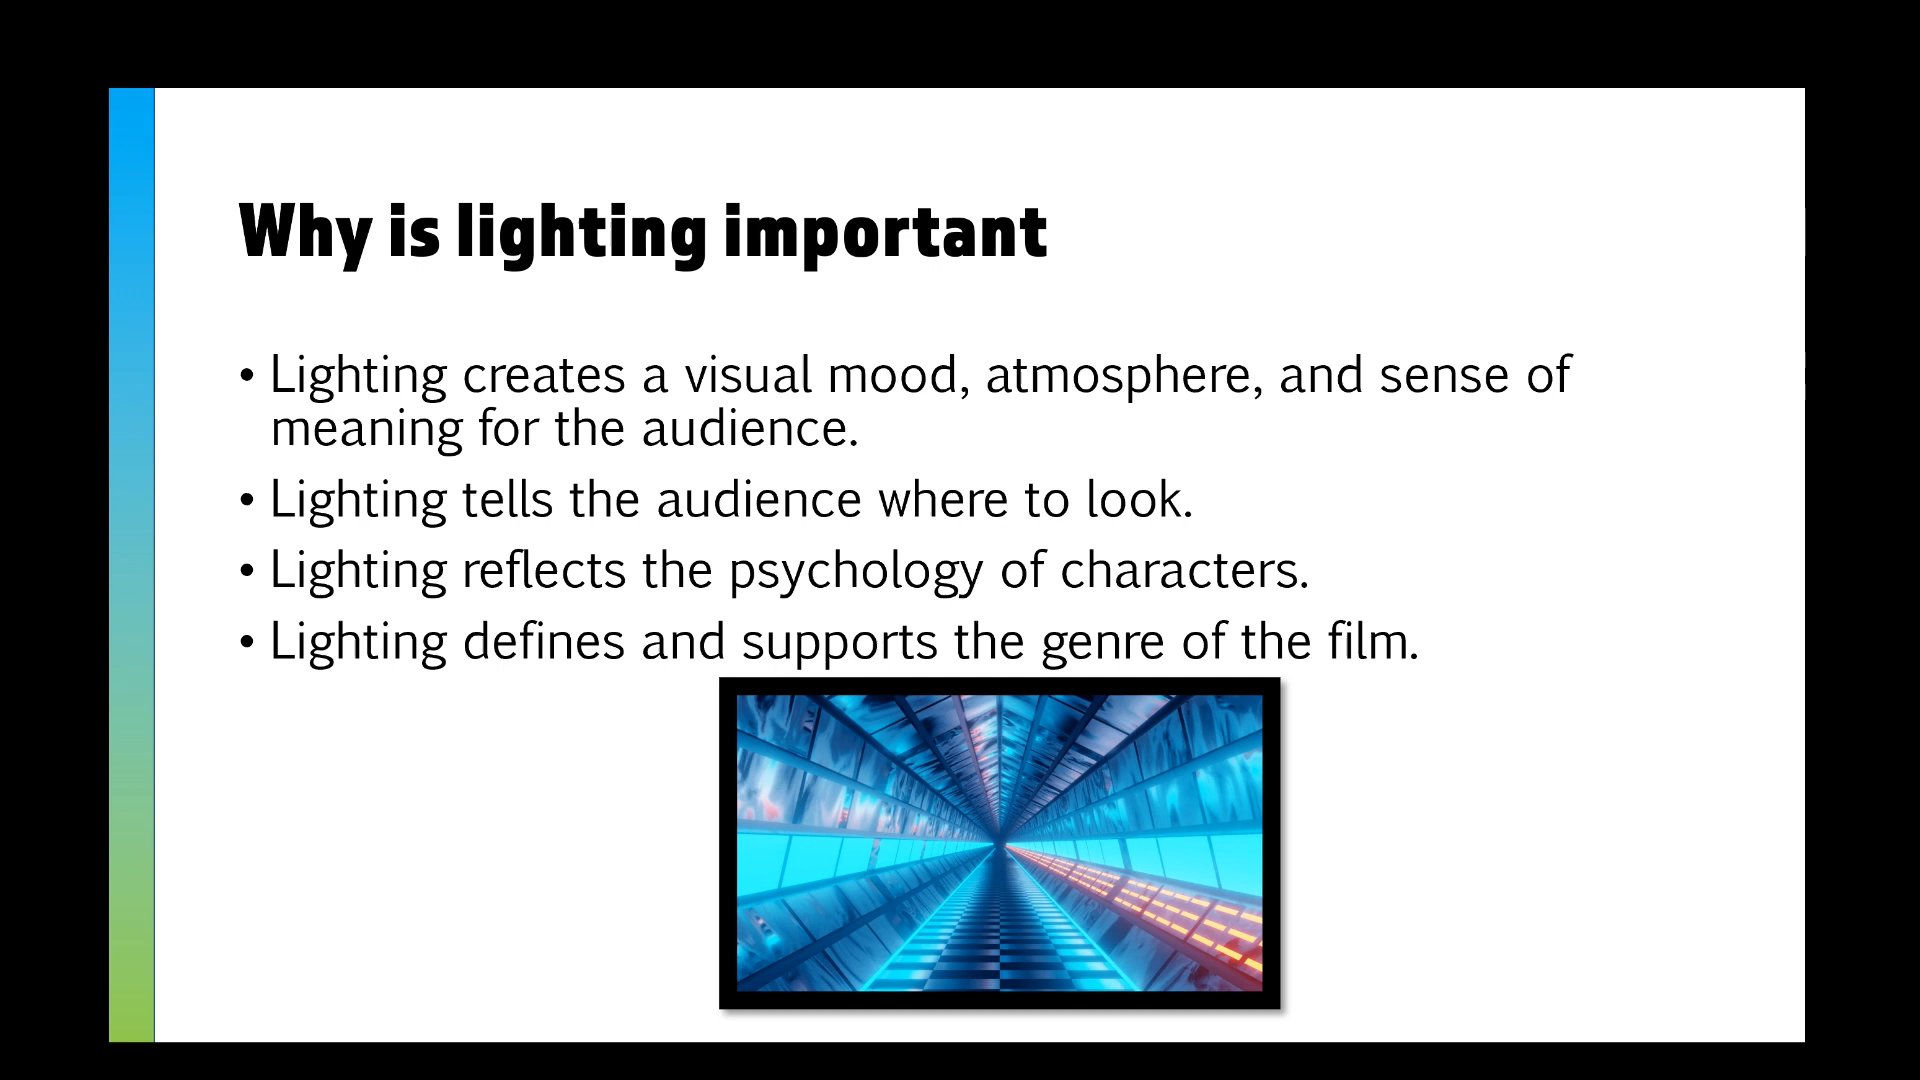 Why is lighting important
• Lighting creates a visual mood, atmosphere, and sense of
meaning for the audience.
• Lighting tells the audience where to look.
• Lighting reflects the psychology of characters.
• Lighting defines and supports the genre of the film.